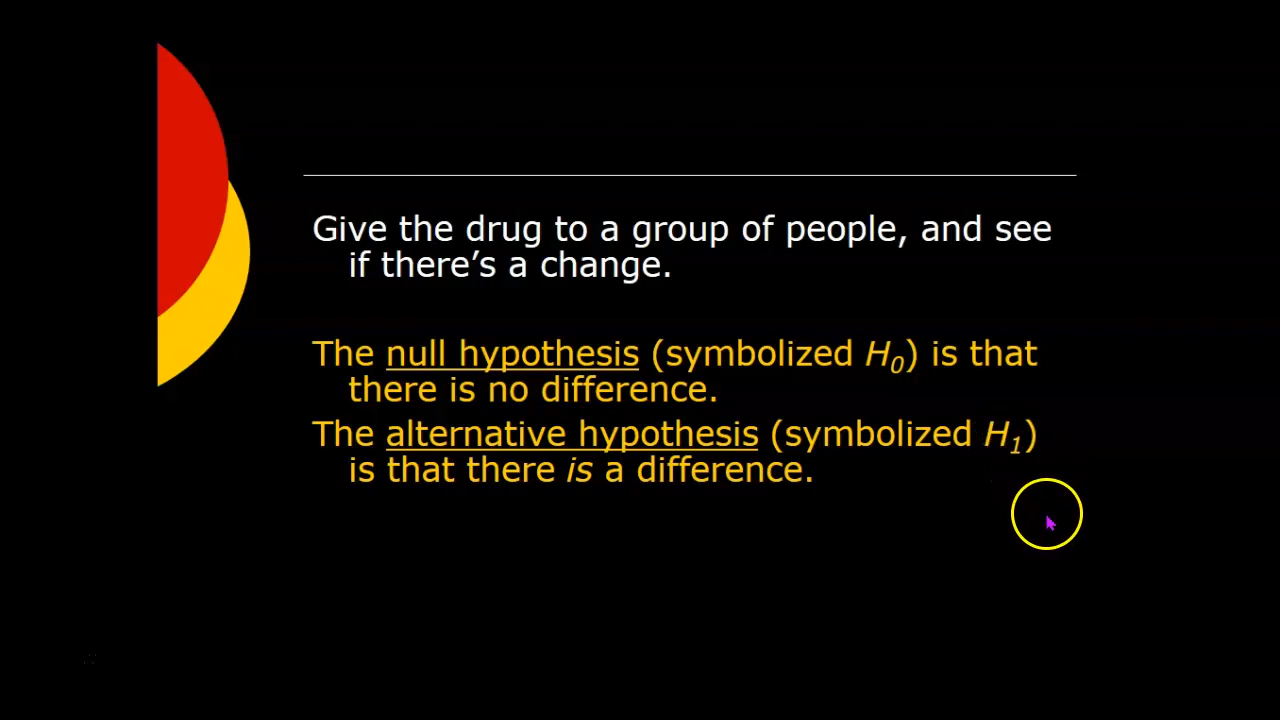 Give the drug to a group of people, and see
if there’s a change.
The null hypothesis (symbolized H0) is that
there is no difference.
The alternative hypothesis (symbolized H1)
is that there is a difference.